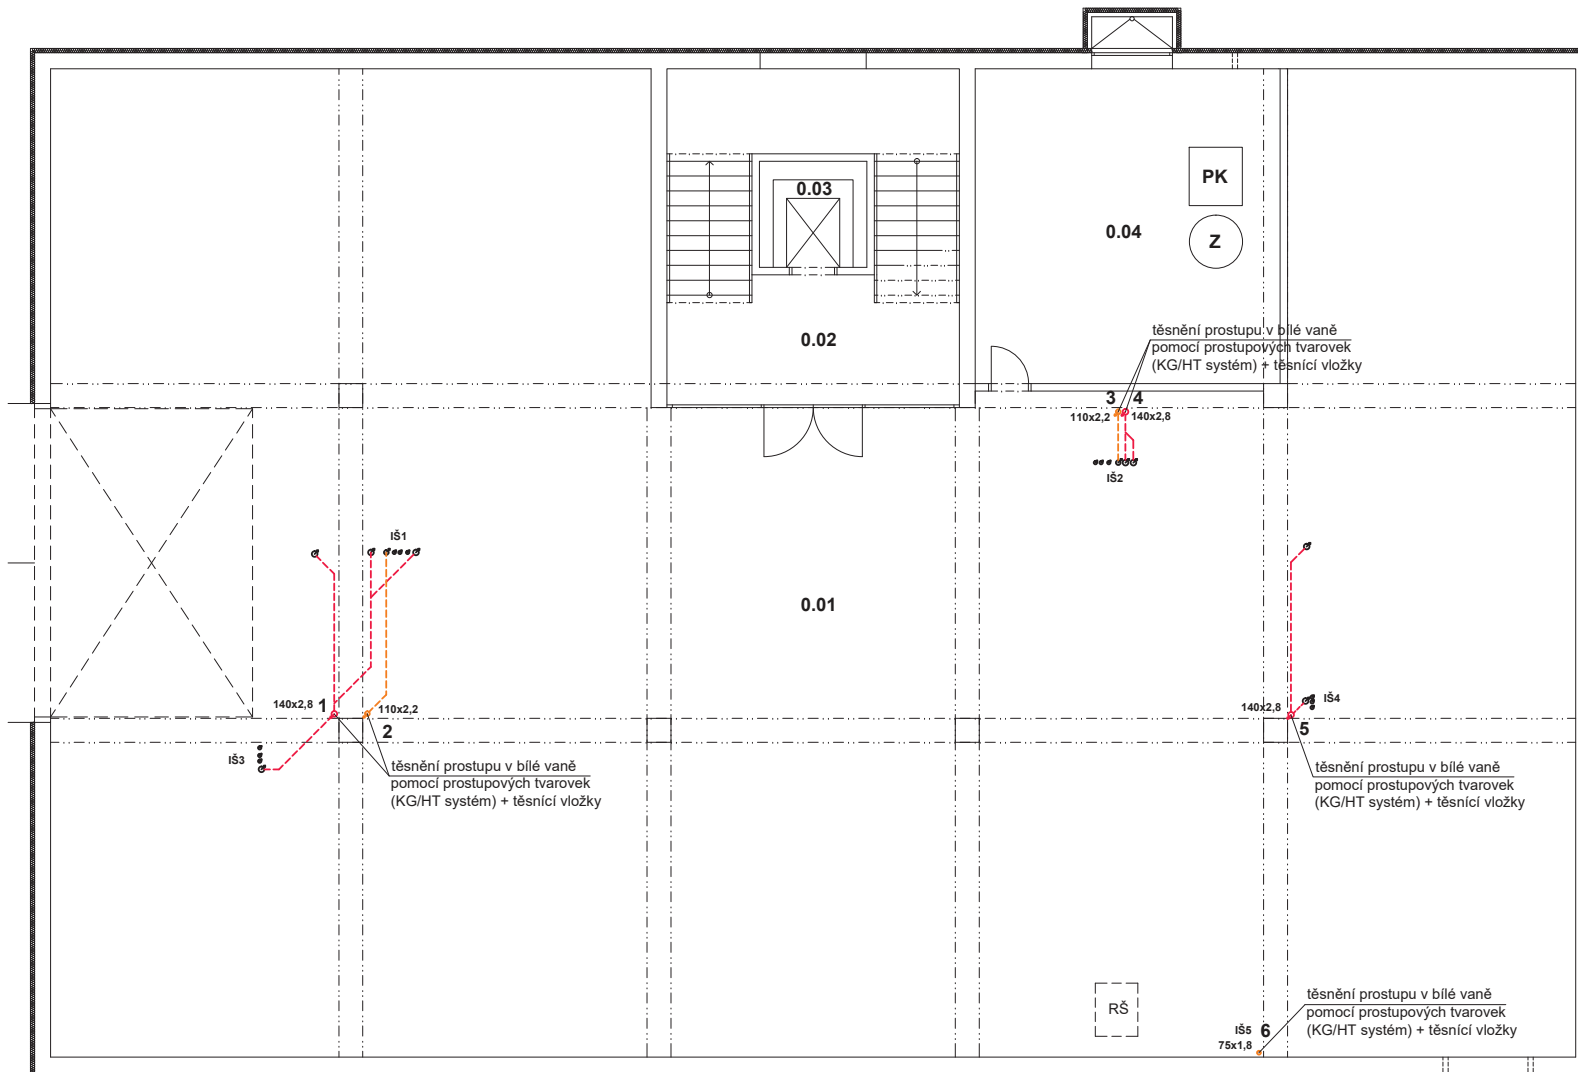 PK
0.03
0.04
Z
těsnění prostupu v bílé vaně
pomocí prostupových tvarovek
(KG/HT systém) + těsnící vložky
0.02
3 4
110x2,2 140x2,8
IŠ2
IŠ1
0.01
140x2,8 1
110x2,2
2
IŠ3
těsnění prostupu v bílé vaně
pomocí prostupových tvarovek
(KG/HT systém) + těsnící vložky
IŠ4
140x2,8
5
těsnění prostupu v bílé vaně
pomocí prostupových tvarovek
(KG/HT systém) + těsnící vložky
RŠ
těsnění prostupu v bílé vaně
pomocí prostupových tvarovek
(KG/HT systém) + těsnící vložky
IŠ5 6
75x1,8